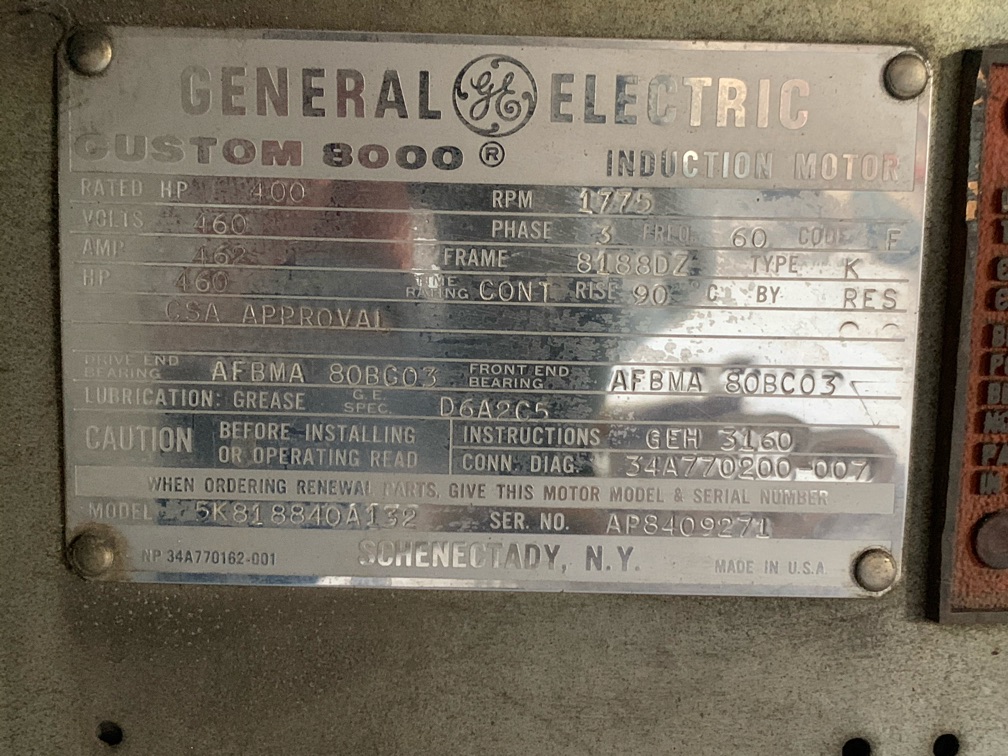 GENERAL GE ELECTRIC
CUSTOM 8000 ® INDUCTION MOTOR
RATED HP 400 RPM 1775
VOLTS 460 PHASE 3 FREQ 60 CODE F
AMP 462 FRAME 8188DZ TYPE K
HP 460 TIME RATING CONT RISE 90 °C BY RES
CSA APPROVAL
DRIVE END BEARING AFBMA 80BC03 FRONT END BEARING AFBMA 80BC03
LUBRICATION: GREASE G.E. SPEC. D6A2C5
CAUTION BEFORE INSTALLING INSTRUCTIONS GEH 3160
OR OPERATING READ CONN. DIAG. 34A770200-007
WHEN ORDERING RENEWAL PARTS, GIVE THIS MOTOR MODEL & SERIAL NUMBER
MODEL 5K818840A132 SER. NO. AP8409271
NP 34A770162-001 SCHENECTADY, N.Y. MADE IN U.S.A.